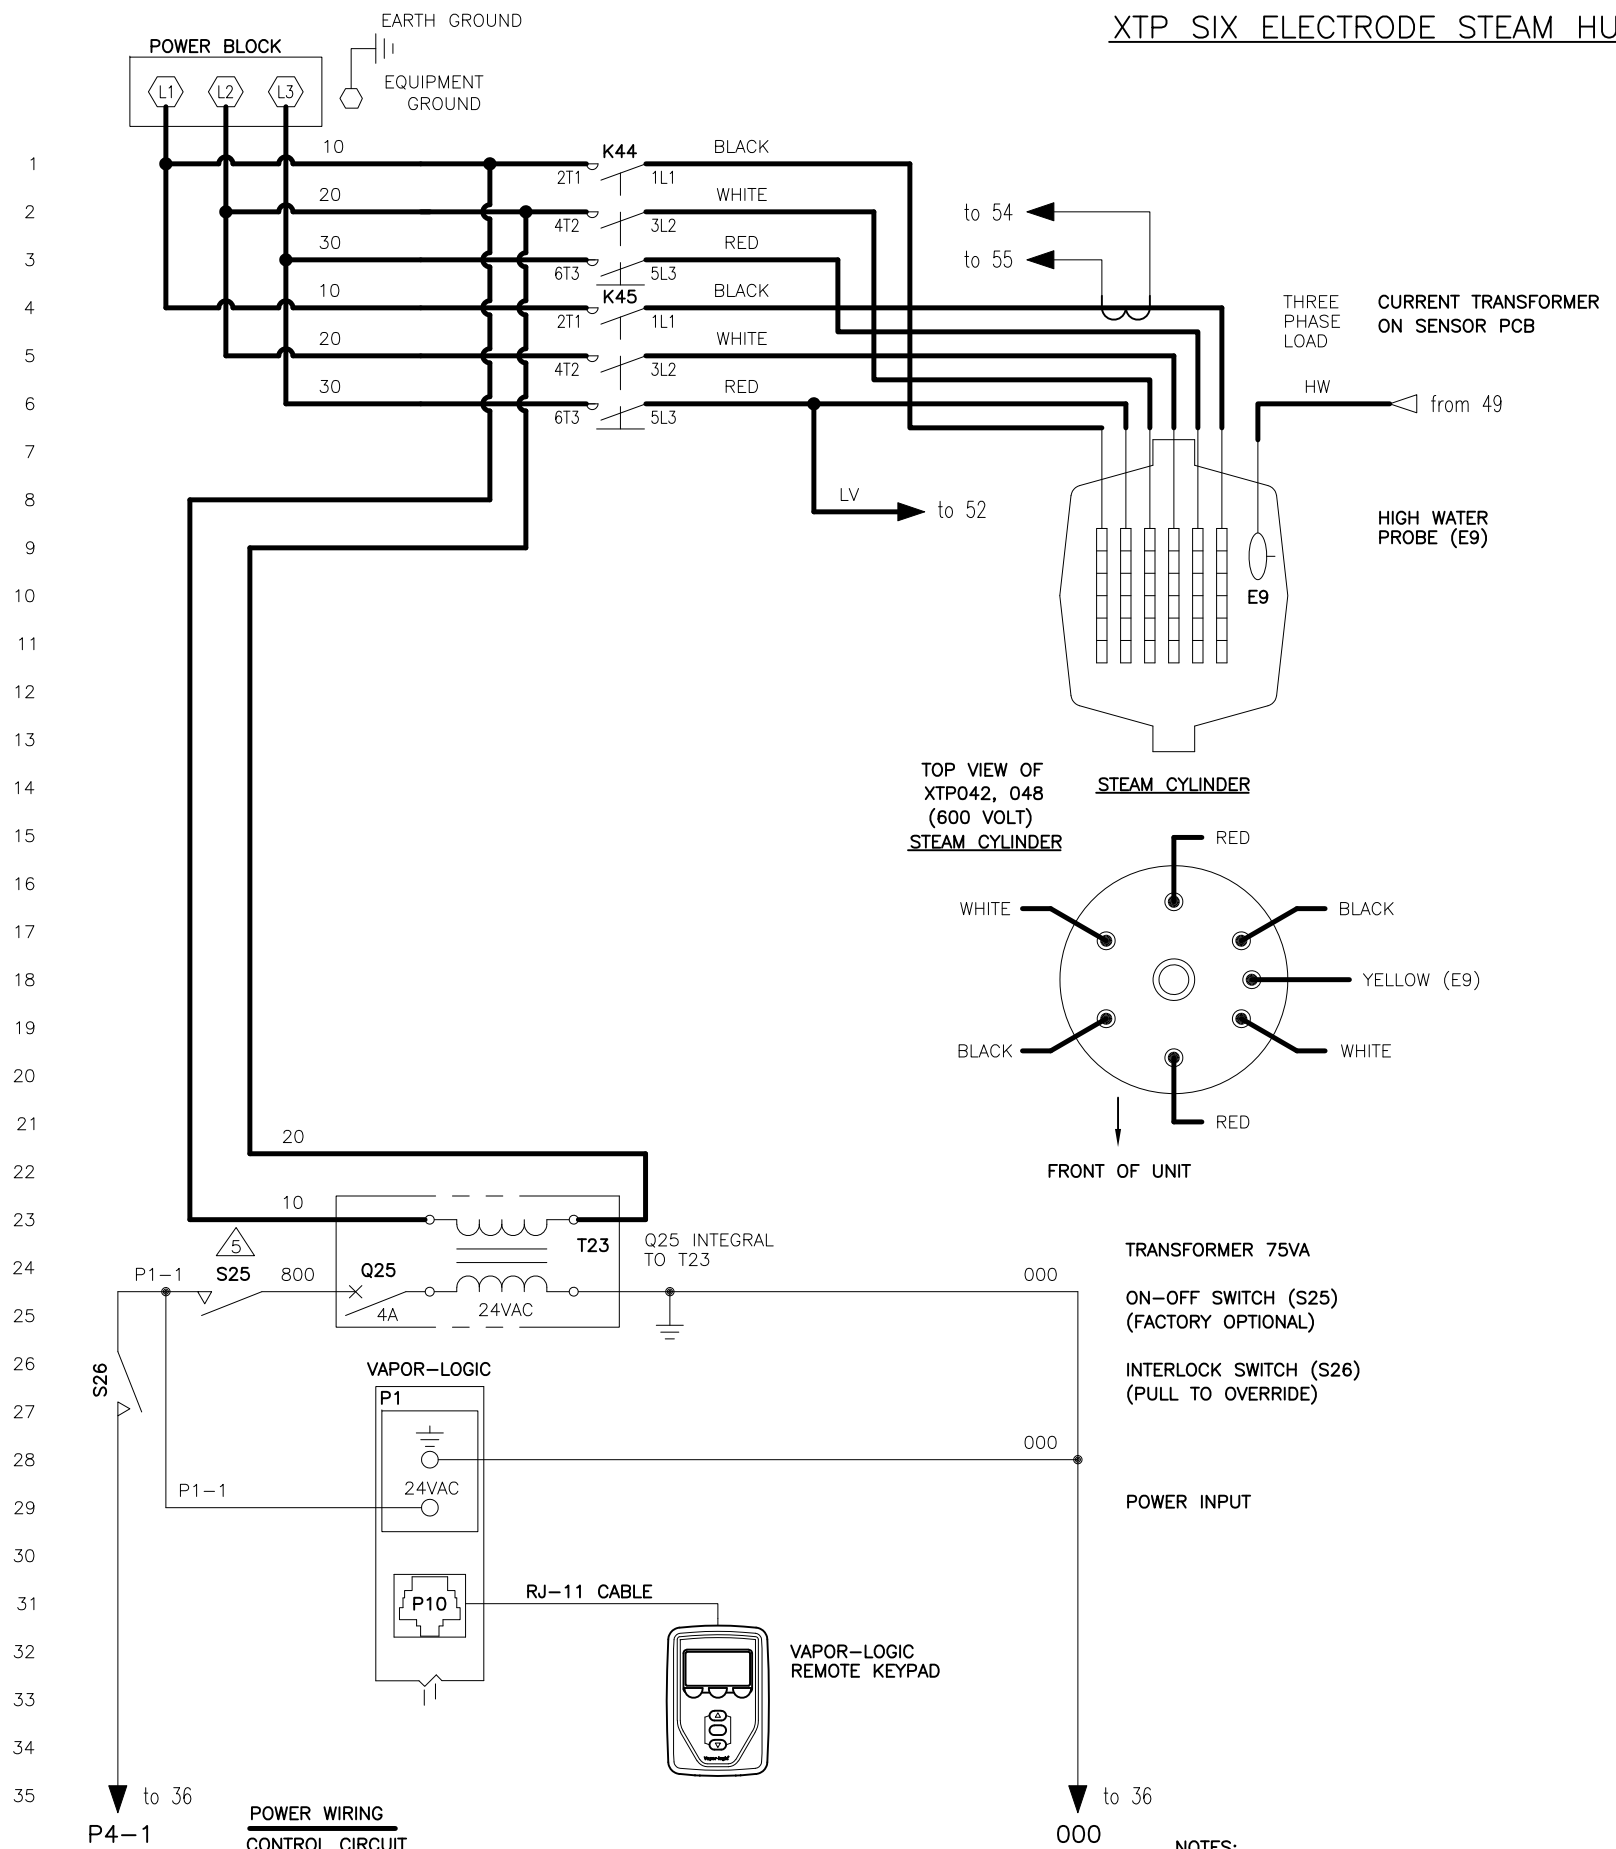 XTP SIX ELECTRODE STEAM HU
EARTH GROUND
POWER BLOCK
EQUIPMENT
GROUND
L1 L2 L3
1 10 K44 BLACK
2T1 1L1
2 20 WHITE to 54
4T2 3L2
3 30 RED to 55
6T3 5L3
4 10 K45 BLACK
2T1 1L1
THREE
PHASE
LOAD
CURRENT TRANSFORMER
ON SENSOR PCB
5 20 WHITE
4T2 3L2
6 30 RED HW from 49
6T3 5L3
7
8 LV to 52
HIGH WATER
PROBE (E9)
9
10 E9
11
12
13
14
TOP VIEW OF
XTP042, 048
(600 VOLT)
STEAM CYLINDER
STEAM CYLINDER
15 RED
16
WHITE BLACK
17
18 YELLOW (E9)
19
BLACK WHITE
20
21 RED
20
22 FRONT OF UNIT
10
23
5
T23
Q25 INTEGRAL
TO T23
TRANSFORMER 75VA
24
P1-1 S25 800 Q25 000
4A 24VAC
25
ON-OFF SWITCH (S25)
(FACTORY OPTIONAL)
26
S26
VAPOR-LOGIC
INTERLOCK SWITCH (S26)
(PULL TO OVERRIDE)
27
P1
28 000
P1-1 24VAC
29 POWER INPUT
30
31 P10 RJ-11 CABLE
32
VAPOR-LOGIC
REMOTE KEYPAD
33
34
Vapor-logic
35 to 36 to 36
P4-1 000
POWER WIRING
CONTROL CIRCUIT
NOTES: